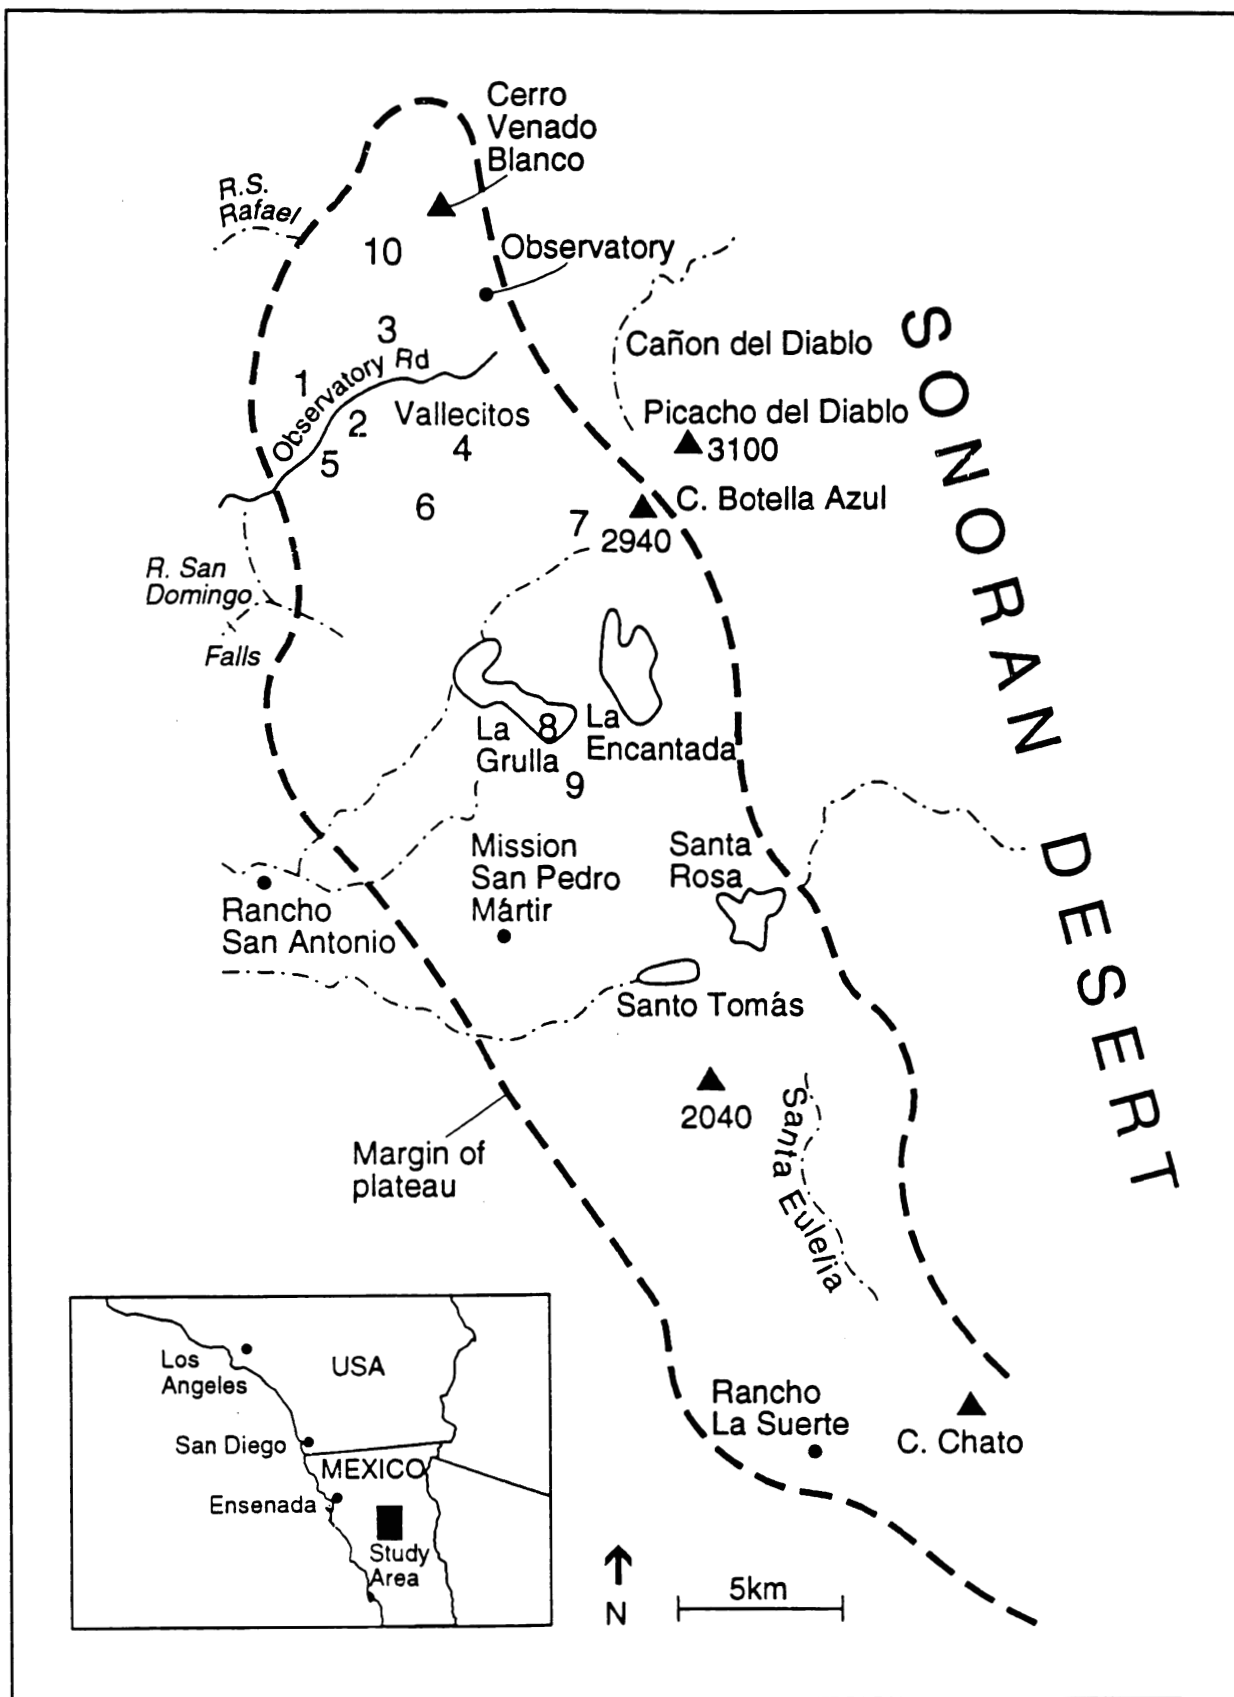 Cerro
Venado
Blanco
R.S.
Rafael
10
Observatory
3
Cañon del Diablo
1
Observatory Rd
2
Vallecitos
Picacho del Diablo
3100
5
4
6
7
C. Botella Azul
2940
R. San
Domingo
Falls
La
Grulla
8
9
La
Encantada
Mission
San Pedro
Mártir
Santa
Rosa
Rancho
San Antonio
Santo Tomás
2040
Santa Eulelia
Margin of
plateau
SONORAN DESERT
Rancho
La Suerte
C. Chato
Los
Angeles
USA
San Diego
MEXICO
Ensenada
Study
Area
N
5km